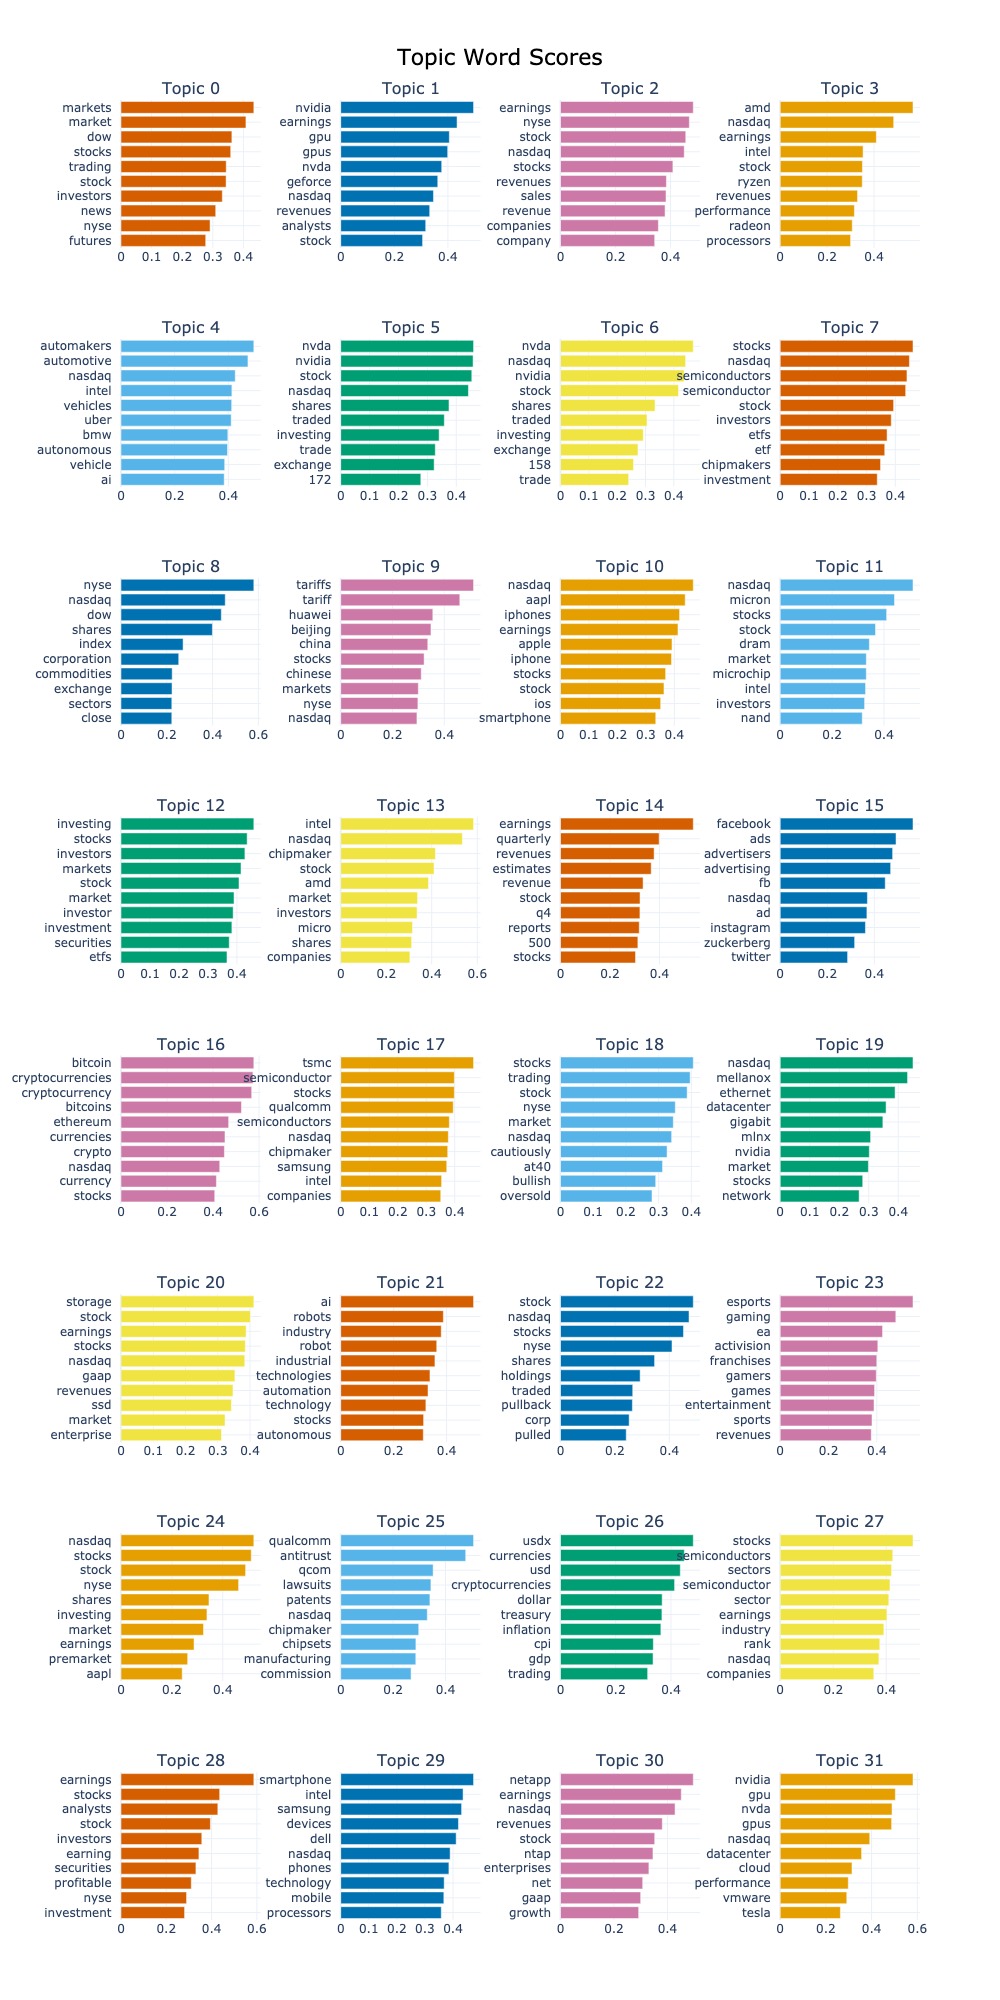 Topic Word Scores
Topic 0
markets
market
dow
stocks
trading
stock
investors
news
nyse
futures
0 0.1 0.2 0.3 0.4
Topic 1
nvidia
earnings
gpu
gpus
nvda
geforce
nasdaq
revenues
analysts
stock
0 0.2 0.4
Topic 2
earnings
nyse
stock
nasdaq
stocks
revenues
sales
revenue
companies
company
0 0.2 0.4
Topic 3
amd
nasdaq
earnings
intel
stock
ryzen
revenues
performance
radeon
processors
0 0.2 0.4
Topic 4
automakers
automotive
nasdaq
intel
vehicles
uber
bmw
autonomous
vehicle
ai
0 0.2 0.4
Topic 5
nvda
nvidia
stock
nasdaq
shares
traded
investing
trade
exchange
172
0 0.1 0.2 0.3 0.4
Topic 6
nvda
nasdaq
nvidia
stock
shares
traded
investing
exchange
158
trade
0 0.1 0.2 0.3 0.4
Topic 7
stocks
nasdaq
semiconductors
semiconductor
stock
investors
etfs
etf
chipmakers
investment
0 0.1 0.2 0.3 0.4
Topic 8
nyse
nasdaq
dow
shares
index
corporation
commodities
exchange
sectors
close
0 0.2 0.4 0.6
Topic 9
tariffs
tariff
huawei
beijing
china
stocks
chinese
markets
nyse
nasdaq
0 0.2 0.4
Topic 10
nasdaq
aapl
iphones
earnings
apple
iphone
stocks
stock
ios
smartphone
0 0.1 0.2 0.3 0.4
Topic 11
nasdaq
micron
stocks
stock
dram
market
microchip
intel
investors
nand
0 0.2 0.4
Topic 12
investing
stocks
investors
markets
stock
market
investor
investment
securities
etfs
0 0.1 0.2 0.3 0.4
Topic 13
intel
nasdaq
chipmaker
stock
amd
market
investors
micro
shares
companies
0 0.2 0.4 0.6
Topic 14
earnings
quarterly
revenues
estimates
revenue
stock
q4
reports
500
stocks
0 0.2 0.4
Topic 15
facebook
ads
advertisers
advertising
fb
nasdaq
ad
instagram
zuckerberg
twitter
0 0.2 0.4
Topic 16
bitcoin
cryptocurrencies
cryptocurrency
bitcoins
ethereum
currencies
crypto
nasdaq
currency
stocks
0 0.2 0.4 0.6
Topic 17
tsmc
semiconductor
stocks
qualcomm
semiconductors
nasdaq
chipmaker
samsung
intel
companies
0 0.1 0.2 0.3 0.4
Topic 18
stocks
trading
stock
nyse
market
nasdaq
cautiously
at40
bullish
oversold
0 0.1 0.2 0.3 0.4
Topic 19
nasdaq
mellanox
ethernet
datacenter
gigabit
mlnx
nvidia
market
stocks
network
0 0.1 0.2 0.3 0.4
Topic 20
storage
stock
earnings
stocks
nasdaq
gaap
revenues
ssd
market
enterprise
0 0.1 0.2 0.3 0.4
Topic 21
ai
robots
industry
robot
industrial
technologies
automation
technology
stocks
autonomous
0 0.2 0.4
Topic 22
stock
nasdaq
stocks
nyse
shares
holdings
traded
pullback
corp
pulled
0 0.2 0.4
Topic 23
esports
gaming
ea
activision
franchises
gamers
games
entertainment
sports
revenues
0 0.2 0.4
Topic 24
nasdaq
stocks
stock
nyse
shares
investing
market
earnings
premarket
aapl
0 0.2 0.4
Topic 25
qualcomm
antitrust
qcom
lawsuits
patents
nasdaq
chipmaker
chipsets
manufacturing
commission
0 0.2 0.4
Topic 26
usdx
currencies
usd
cryptocurrencies
dollar
treasury
inflation
cpi
gdp
trading
0 0.2 0.4
Topic 27
stocks
semiconductors
sectors
semiconductor
sector
earnings
industry
rank
nasdaq
companies
0 0.2 0.4
Topic 28
earnings
stocks
analysts
stock
investors
earning
securities
profitable
nyse
investment
0 0.2 0.4 0.6
Topic 29
smartphone
intel
samsung
devices
dell
nasdaq
phones
technology
mobile
processors
0 0.1 0.2 0.3 0.4
Topic 30
netapp
earnings
nasdaq
revenues
stock
ntap
enterprises
net
gaap
growth
0 0.2 0.4
Topic 31
nvidia
gpu
nvda
gpus
nasdaq
datacenter
cloud
performance
vmware
tesla
0 0.2 0.4 0.6